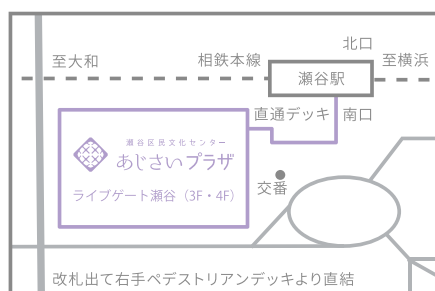 北口
至大和
相鉄本線
至横浜
瀬谷駅
直通デッキ
南口
瀬谷区民文化センター
あじさいプラザ
ライブゲート瀬谷（3F・4F）
交番
改札出て右手ペデストリアンデッキより直結